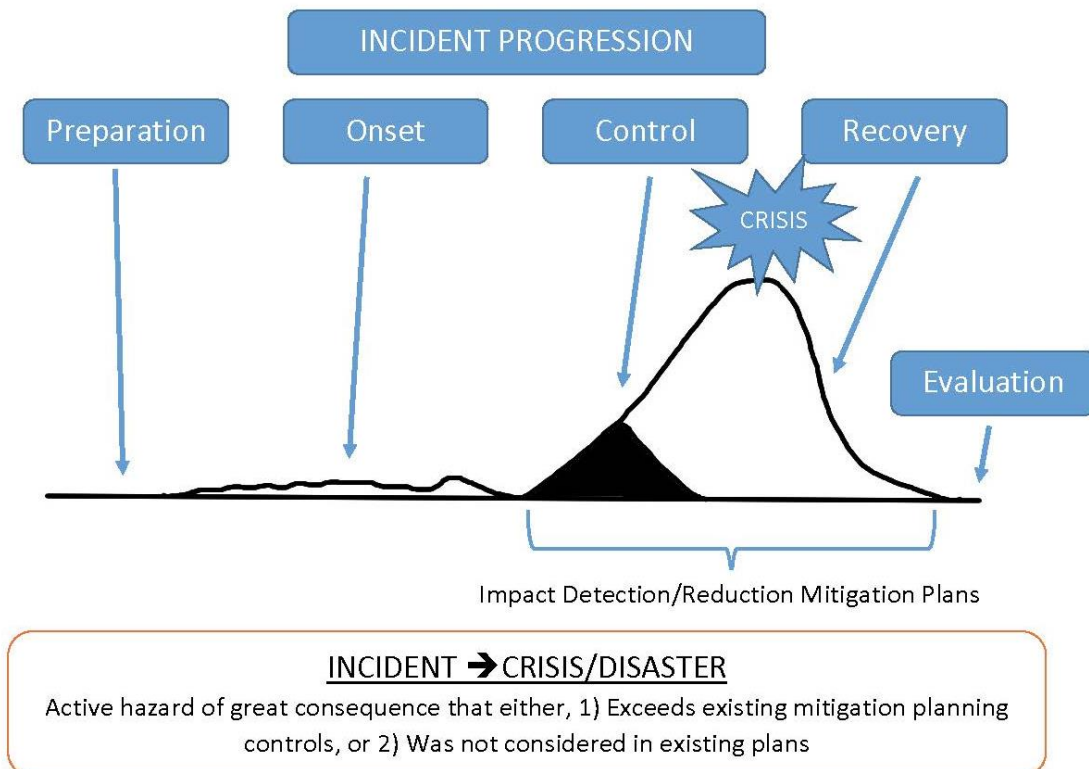 INCIDENT PROGRESSION
Preparation
Onset
Control
Recovery
CRISIS
Evaluation
Impact Detection/Reduction Mitigation Plans
INCIDENT ➔ CRISIS/DISASTER
Active hazard of great consequence that either, 1) Exceeds existing mitigation planning
controls, or 2) Was not considered in existing plans